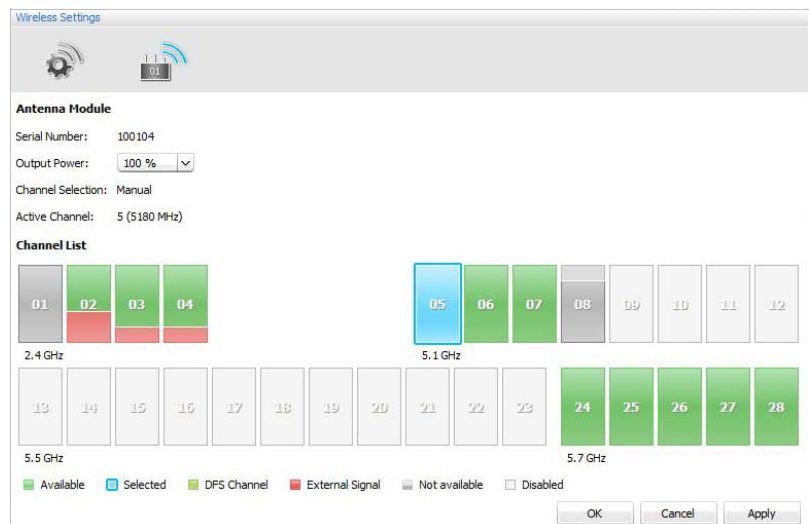 Wireless Settings
01
Antenna Module
Serial Number: 100104
Output Power: 100 %
Channel Selection: Manual
Active Channel: 5 (5180 MHz)
Channel List
01 02 03 04 05 06 07 08 09 10 11 12
2.4 GHz 5.1 GHz
13 14 15 16 17 18 19 20 21 22 23 24 25 26 27 28
5.5 GHz 5.7 GHz
Available Selected DFS Channel External Signal Not available Disabled
OK Cancel Apply